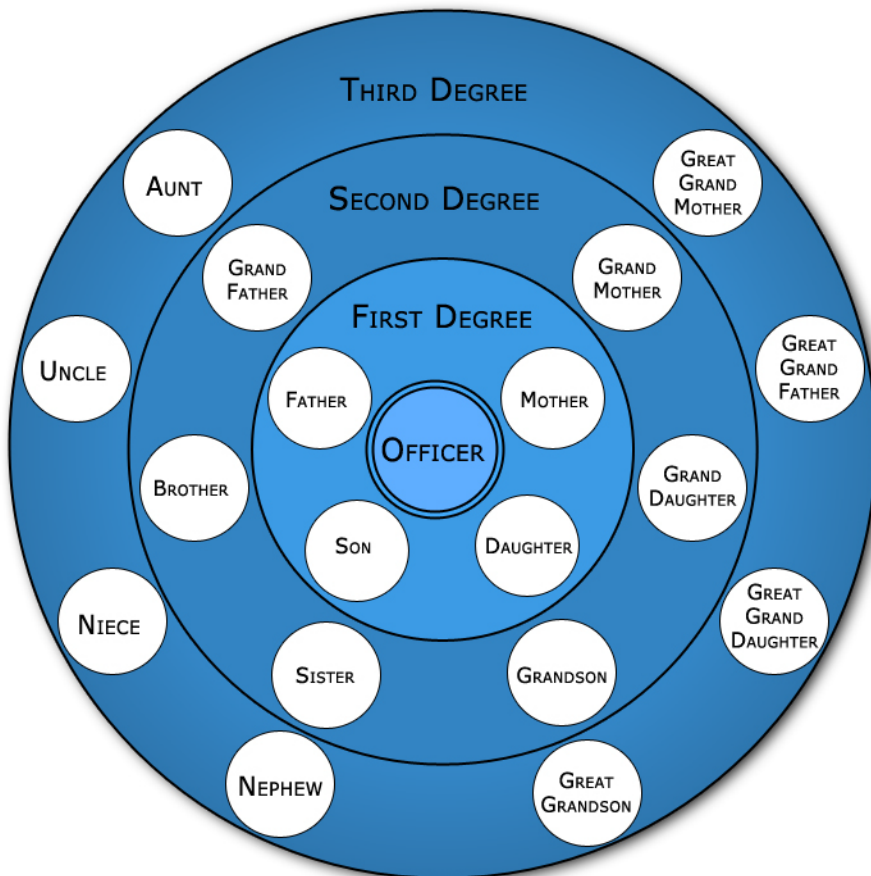 Third Degree
Aunt
Great
Grand
Mother
Second Degree
Grand
Father
Grand
Mother
First Degree
Uncle
Great
Grand
Father
Father
Mother
Officer
Brother
Grand
Daughter
Son
Daughter
Niece
Great
Grand
Daughter
Sister
Grandson
Nephew
Great
Grandson